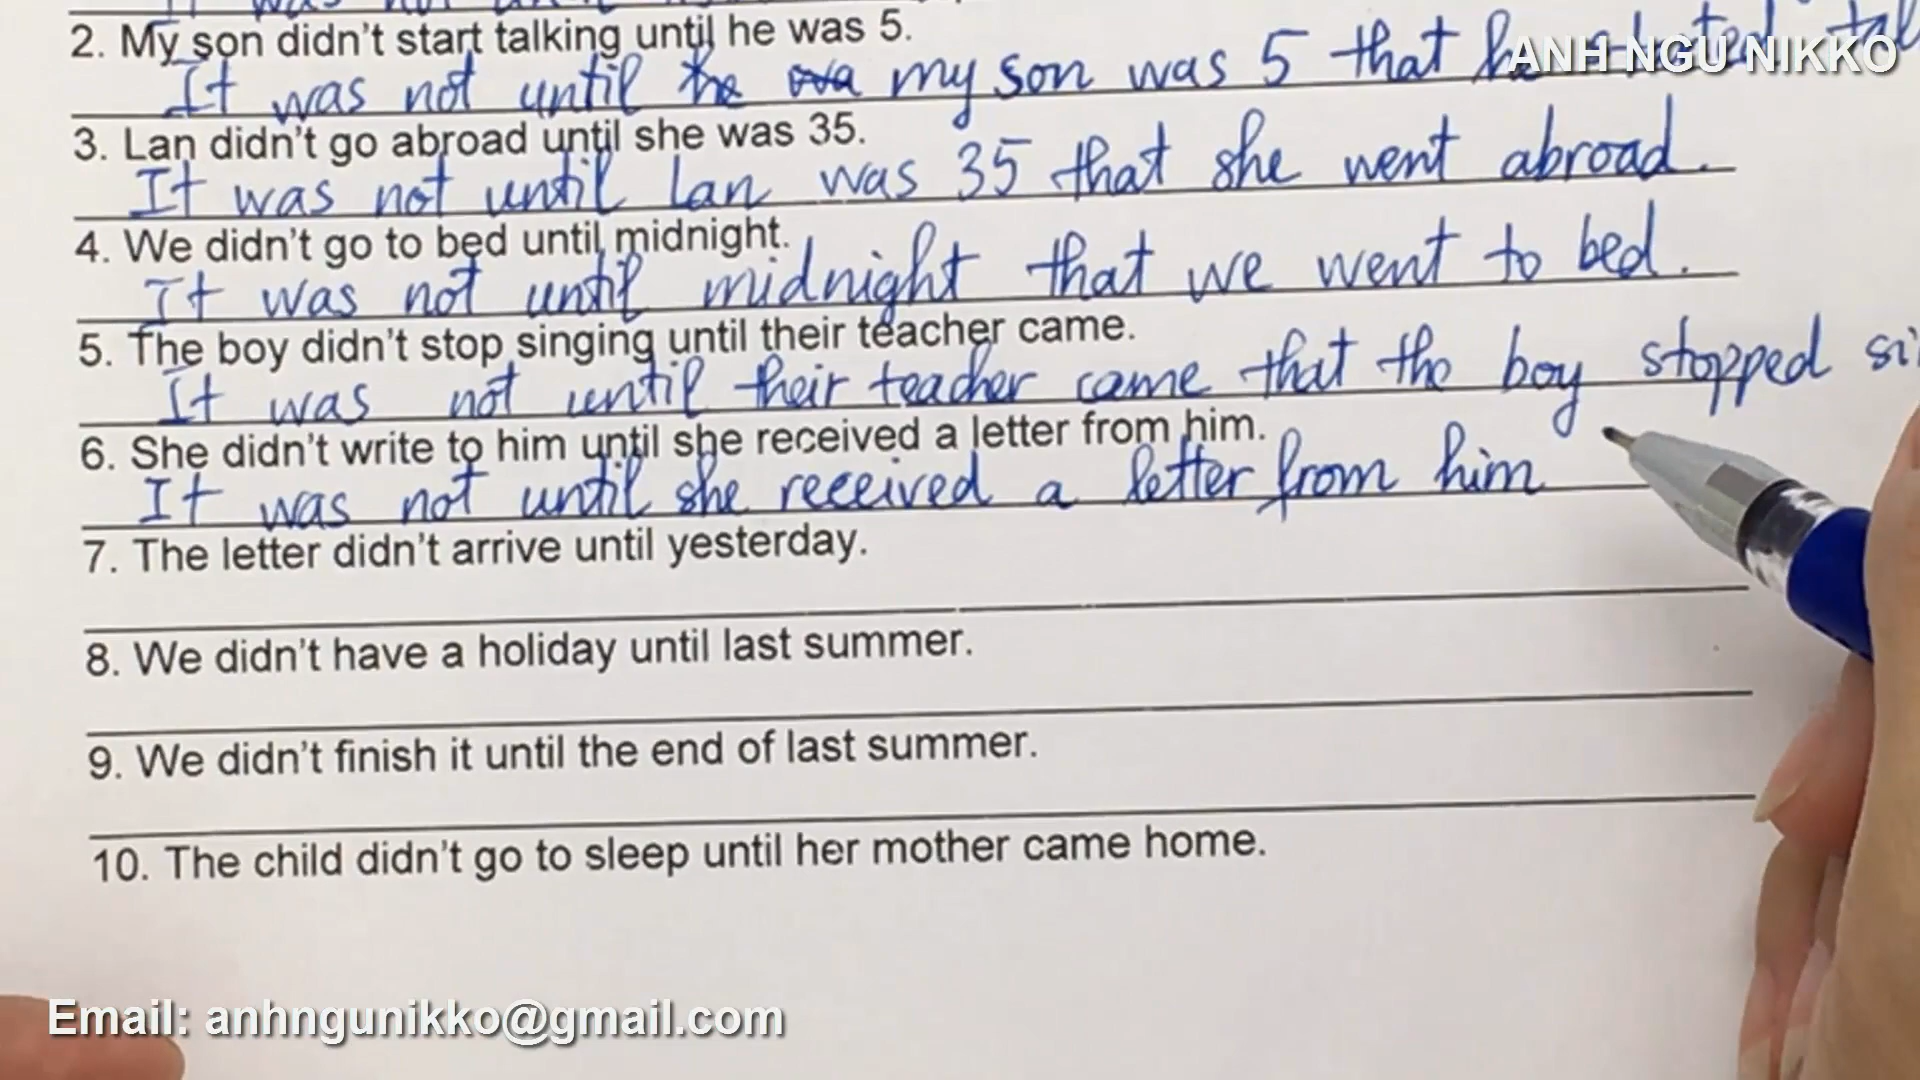 was not until
2. My son didn't start talking until he was 5.
It was not until he wa my son was 5 that he
ANH NGU NIKKO
3. Lan didn't go abroad until she was 35.
It was not until Lan was 35 that she went abroad.
4. We didn't go to bed until midnight.
It was not until midnight that we went to bed.
5. The boy didn't stop singing until their teacher came.
It was not until their teacher came that the boy stopped si
6. She didn't write to him until she received a letter from him.
It was not until she received a letter from him
7. The letter didn't arrive until yesterday.
8. We didn't have a holiday until last summer.
9. We didn't finish it until the end of last summer.
10. The child didn't go to sleep until her mother came home.
Email: anhngunikko@gmail.com